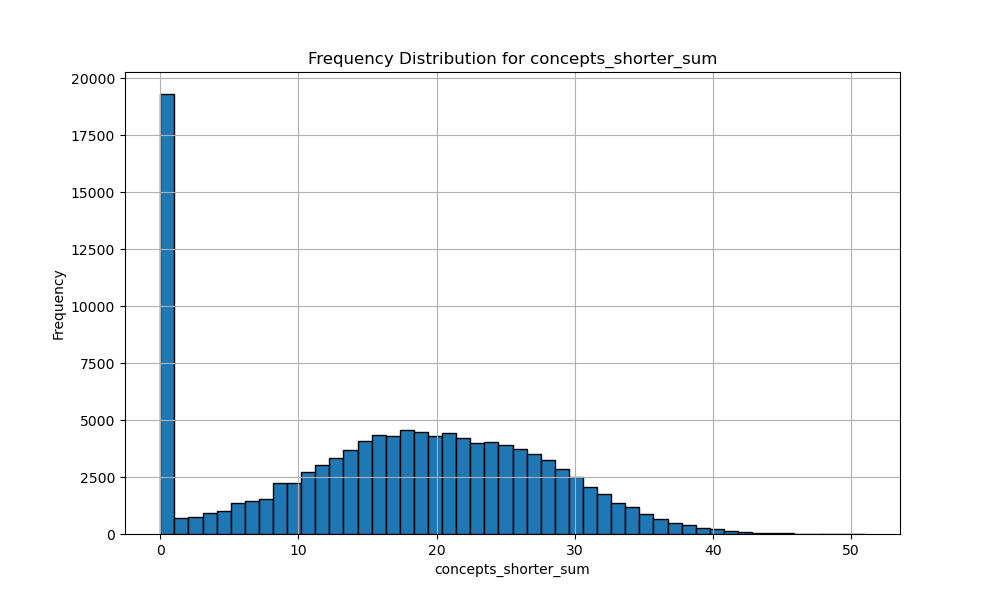 Frequency Distribution for concepts_shorter_sum
20000
17500
15000
12500
10000
7500
5000
2500
0
Frequency
0 10 20 30 40 50
concepts_shorter_sum